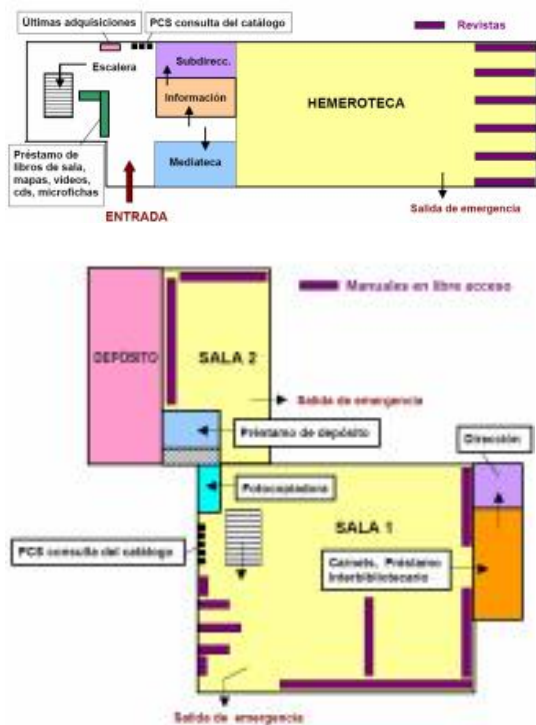 Últimas adquisiciones
PCS consulta del catálogo
Revistas
Escalera
Subdirecc.
Información
HEMEROTECA
Préstamo de
libros de sala,
mapas, vídeos,
cds, microfichas
Mediateca
ENTRADA
Salida de emergencia
Manuales en libre acceso
DEPÓSITO
SALA 2
Salida de emergencia
Préstamo de depósito
Dirección
Fotocopiadora
SALA 1
PCS consulta del catálogo
Carnets, Préstamo
Interbibliotecario
Salida de emergencia